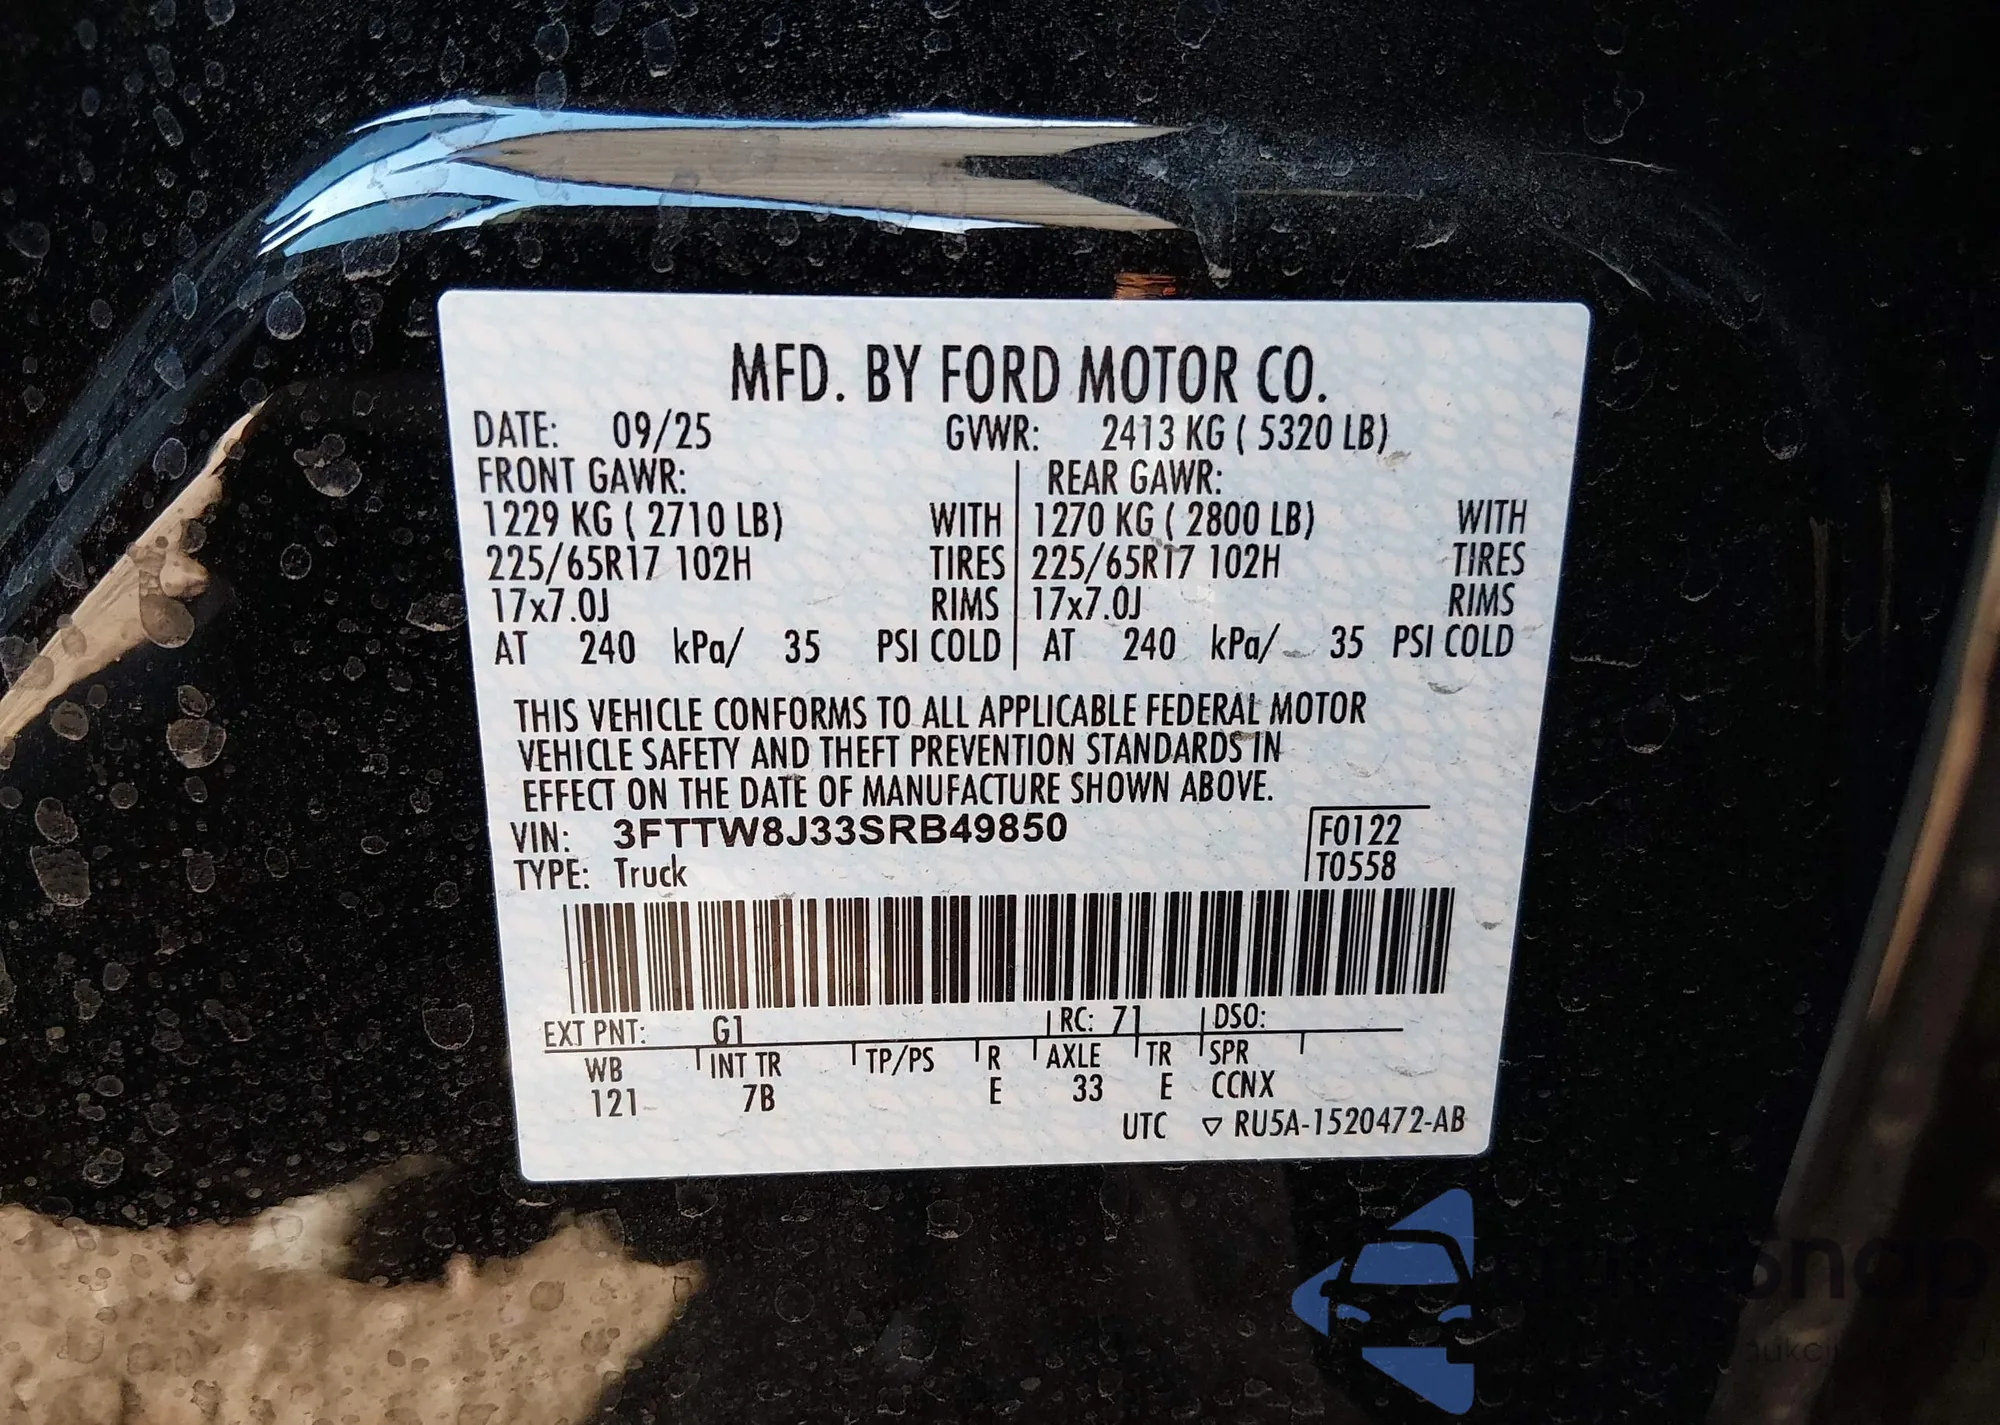 MFD. BY FORD MOTOR CO.
DATE: 09/25 GVWR: 2413 KG ( 5320 LB)
FRONT GAWR: REAR GAWR:
1229 KG ( 2710 LB) WITH 1270 KG ( 2800 LB) WITH
225/65R17 102H TIRES 225/65R17 102H TIRES
17x7.0J RIMS 17x7.0J RIMS
AT 240 kPa/ 35 PSI COLD AT 240 kPa/ 35 PSI COLD
THIS VEHICLE CONFORMS TO ALL APPLICABLE FEDERAL MOTOR
VEHICLE SAFETY AND THEFT PREVENTION STANDARDS IN
EFFECT ON THE DATE OF MANUFACTURE SHOWN ABOVE.
VIN: 3FTTW8J33SRB49850 F0122
TYPE: Truck T0558
EXT PNT: G1 RC: 71 DSO:
WB INT TR TP/PS R AXLE TR SPR
121 7B E 33 E CCNX
UTC ▽ RU5A-1520472-AB